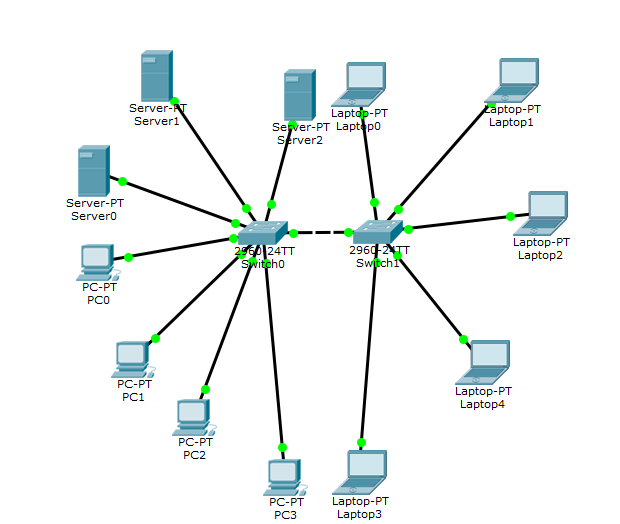 Server-PT
Server1
Server-PT
Server2
Laptop-PT
Laptop0
Laptop-PT
Laptop1
Server-PT
Server0
2960-24TT
Switch0
2960-24TT
Switch1
Laptop-PT
Laptop2
PC-PT
PC0
PC-PT
PC1
Laptop-PT
Laptop4
PC-PT
PC2
PC-PT
PC3
Laptop-PT
Laptop3